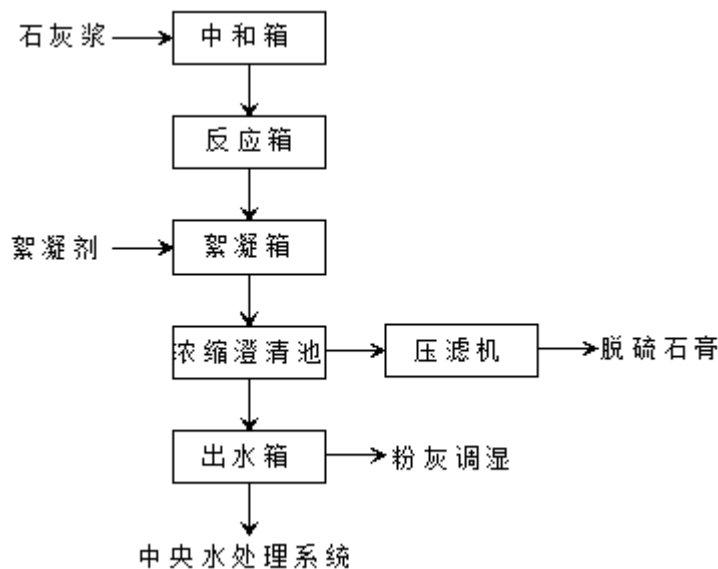 石灰浆
中和箱
反应箱
絮凝剂
絮凝箱
浓缩澄清池
压滤机
脱硫石膏
出水箱
粉灰调湿
中央水处理系统